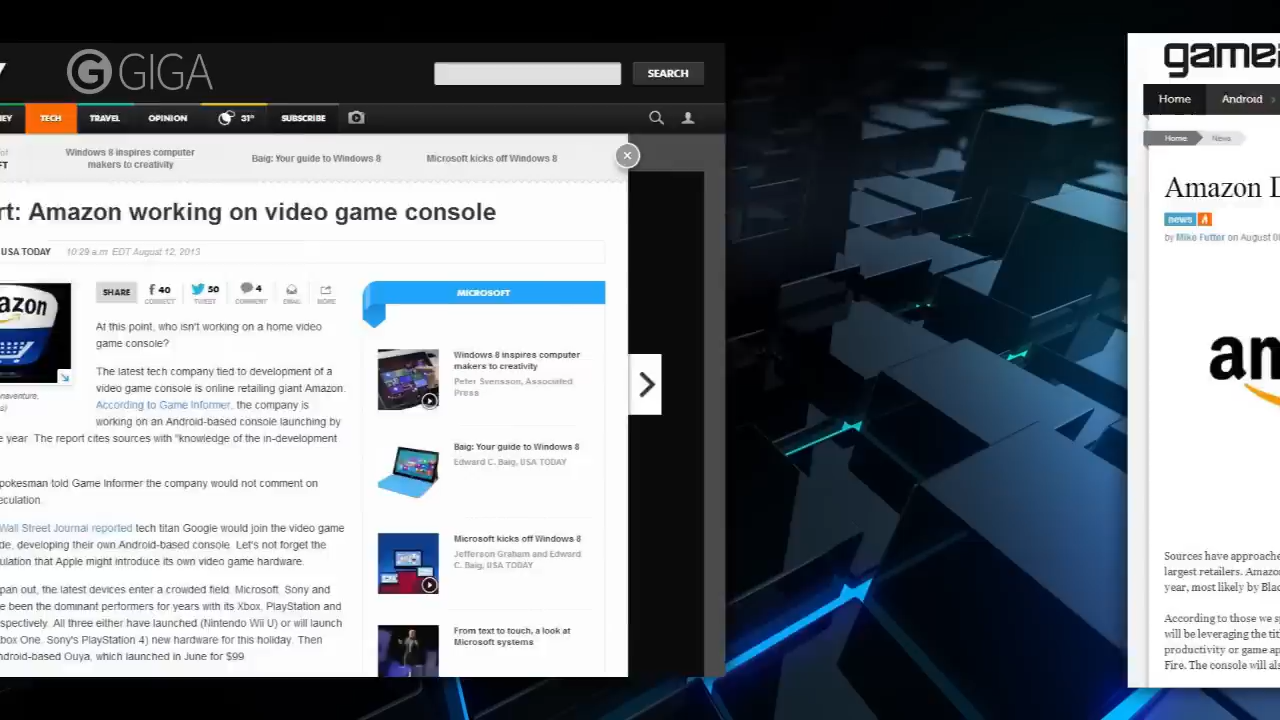 GIGA
SEARCH
TECH
TRAVEL
OPINION
31°
SUBSCRIBE
Windows 8 inspires computer
makers to creativity
Baig: Your guide to Windows 8
Microsoft kicks off Windows 8
rt: Amazon working on video game console
USA TODAY
10:29 a.m. EDT August 12, 2013
SHARE
40
CONNECT
50
TWEET
4
COMMENT
EMAIL
MORE
At this point, who isn't working on a home video
game console?
The latest tech company tied to development of a
video game console is online retailing giant Amazon.
According to Game Informer, the company is
working on an Android-based console launching by
e year. The report cites sources with "knowledge of the in-development
pokesman told Game Informer the company would not comment on
eculation.
Wall Street Journal reported tech titan Google would join the video game
de, developing their own Android-based console. Let's not forget the
ulation that Apple might introduce its own video game hardware.
pan out, the latest devices enter a crowded field: Microsoft, Sony and
e been the dominant performers for years with its Xbox, PlayStation and
spectively. All three either have launched (Nintendo Wii U) or will launch
box One. Sony's PlayStation 4) new hardware for this holiday. Then
ndroid-based Ouya, which launched in June for $99
MICROSOFT
Windows 8 inspires computer
makers to creativity
Peter Svensson, Associated
Press
Baig: Your guide to Windows 8
Edward C. Baig, USA TODAY
Microsoft kicks off Windows 8
Jefferson Graham and Edward
C. Baig, USA TODAY
From text to touch, a look at
Microsoft systems
game
Home
Android
Home
News
Amazon D
news
by Mike Futter on August 0
am
Sources have approache
largest retailers. Amazo
year, most likely by Blac
According to those we sp
will be leveraging the tit
productivity or game ap
Fire. The console will als